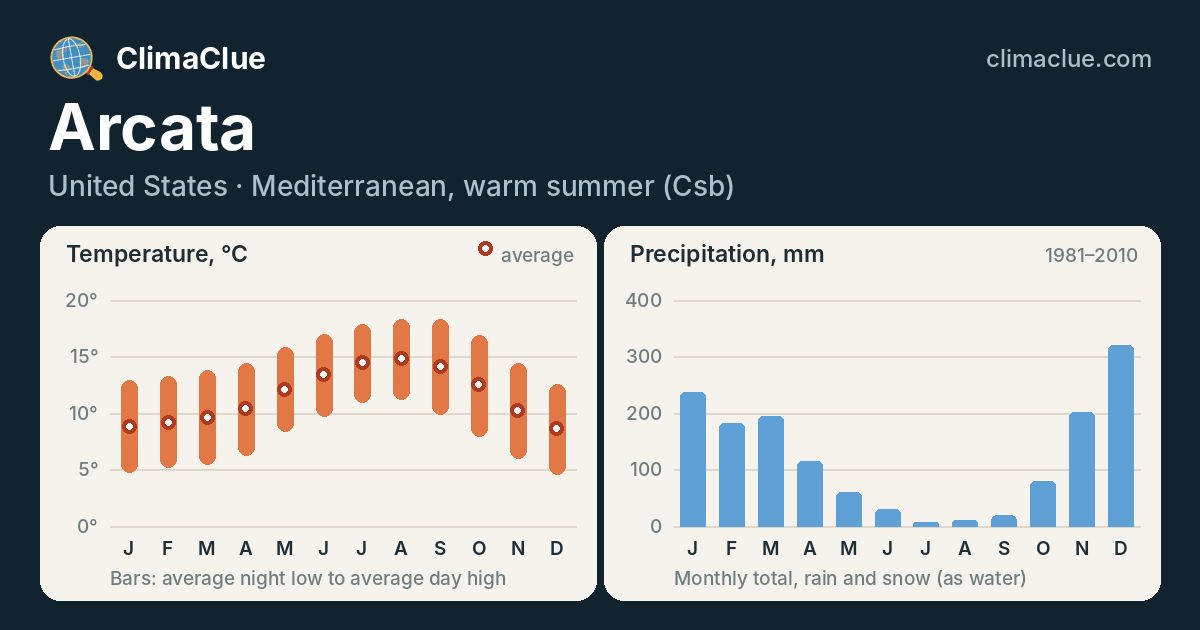 ClimaClue
climaclue.com
Arcata
United States · Mediterranean, warm summer (Csb)
Temperature, °C
average
20°
15°
10°
5°
0°
J F M A M J J A S O N D
Bars: average night low to average day high
Precipitation, mm
1981–2010
400
300
200
100
0
J F M A M J J A S O N D
Monthly total, rain and snow (as water)